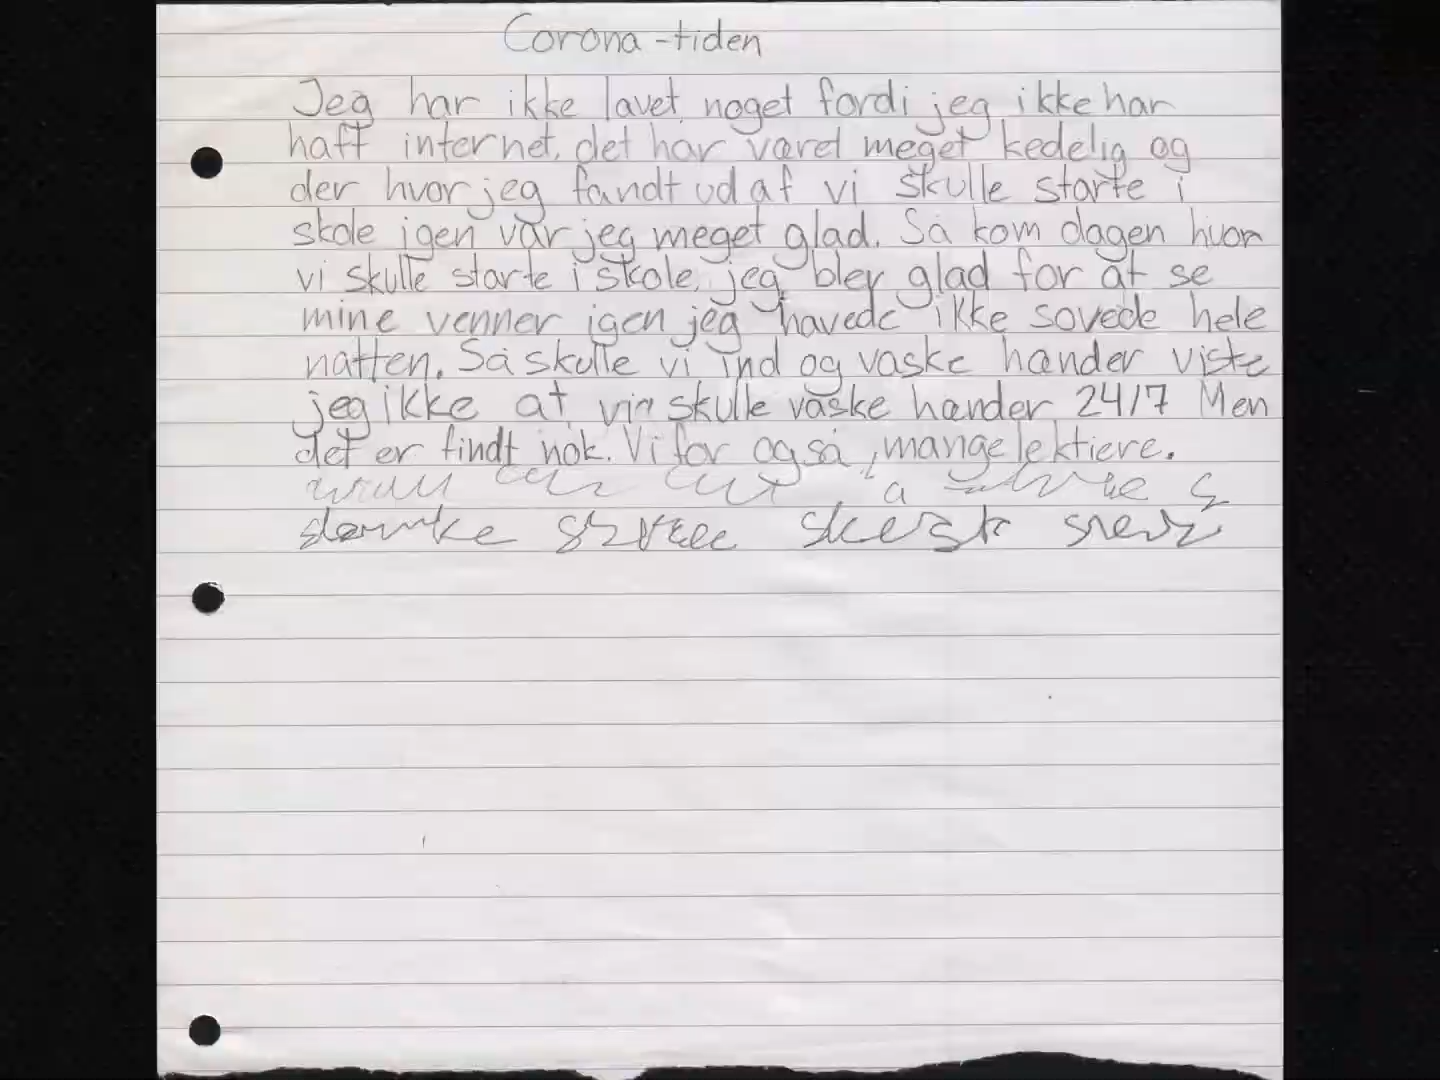 Corona-tiden
Jeg har ikke lavet noget fordi jeg ikke har
haft internet. det har været meget kedelig og
der hvor jeg fandt ud af vi skulle starte i
skole igen var jeg meget glad. Så kom dagen hvor
vi skulle starte i skole. jeg blev glad for at se
mine venner igen jeg havede ikke sovede hele
natten. Så skulle vi ind og vaske hænder viste
jeg ikke at skulle vaske hænder 24/7 Men
det er findt nok. Vi for også mange lektiere.